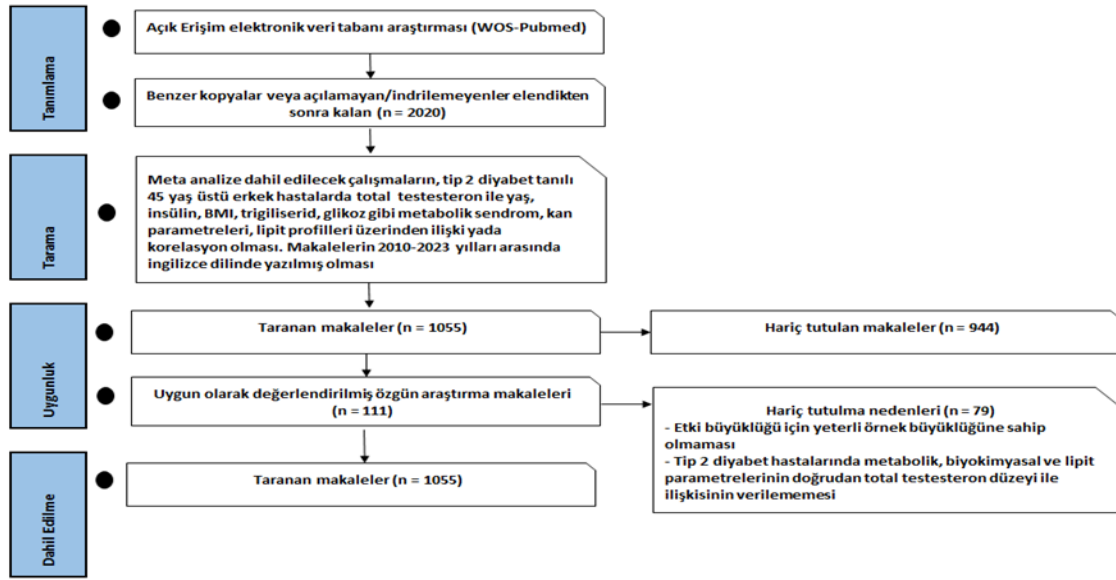 Tanımlama
Açık Erişim elektronik veri tabanı araştırması (WOS-Pubmed)
Benzer kopyalar veya açılamayan/indrilemeyenler elendikten
sonra kalan (n = 2020)
Tarama
Meta analize dahil edilecek çalışmaların, tip 2 diyabet tanılı
45 yaş üstü erkek hastalarda total testesteron ile yaş,
insülin, BMI, trigiliserid, glikoz gibi metabolik sendrom, kan
parametreleri, lipit profilleri üzerinden ilişki yada
korelasyon olması. Makalelerin 2010-2023 yılları arasında
ingilizce dilinde yazılmış olması
Uygunluk
Taranan makaleler (n = 1055)
Hariç tutulan makaleler (n = 944)
Uygun olarak değerlendirilmiş özgün araştırma makaleleri
(n = 111)
Hariç tutulma nedenleri (n = 79)
- Etki büyüklüğü için yeterli örnek büyüklüğüne sahip
olmaması
- Tip 2 diyabet hastalarında metabolik, biyokimyasal ve lipit
parametrelerinin doğrudan total testesteron düzeyi ile
ilişkisinin verilememesi
Dahil Edilme
Taranan makaleler (n = 1055)